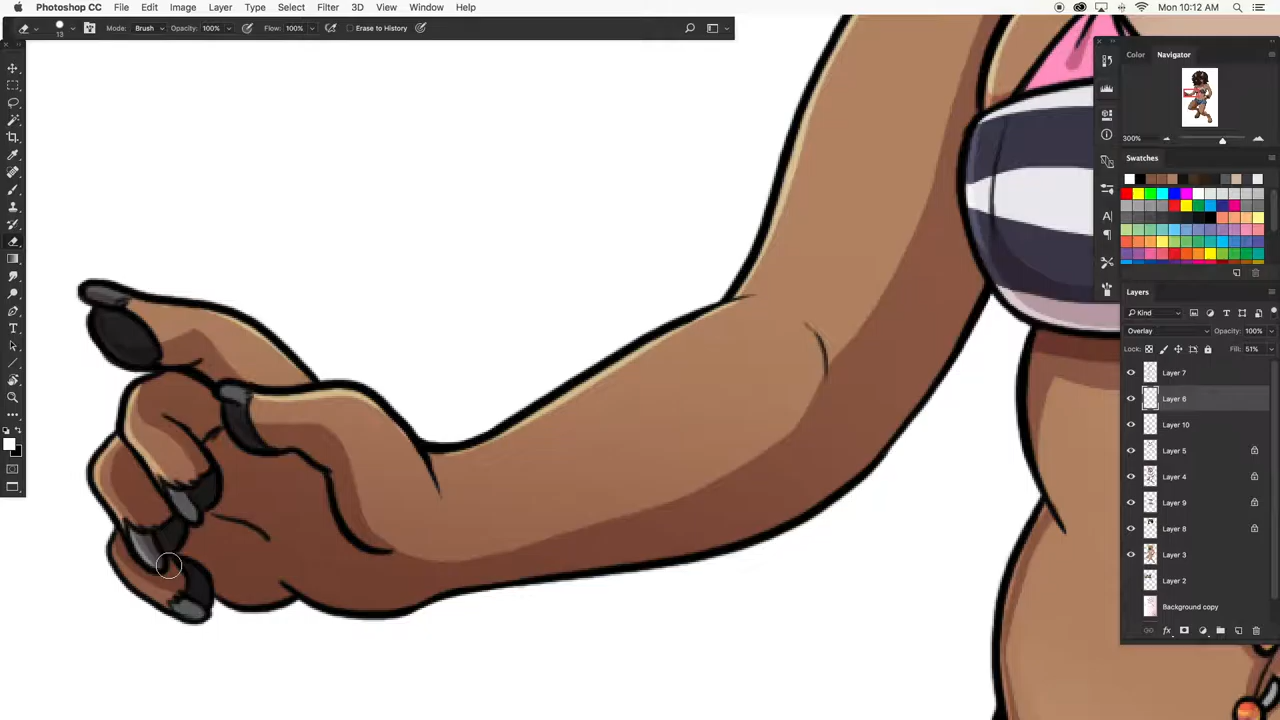 Photoshop CC File Edit Image Layer Type Select Filter 3D View Window Help Mon 10:12 AM
13 Mode: Brush Opacity: 100% Flow: 100% Erase to History
Color Navigator
300%
Swatches
Layers
Kind
Overlay Opacity: 100%
Lock: Fill: 51%
Layer 7
Layer 6
Layer 10
Layer 5
Layer 4
Layer 9
Layer 8
Layer 3
Layer 2
Background copy
fx